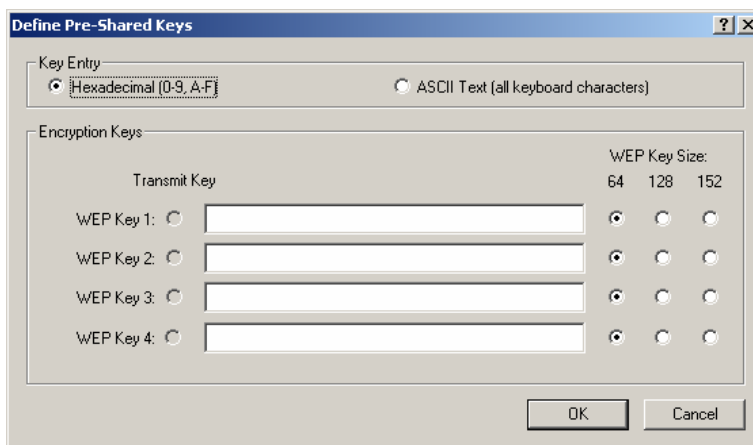 Define Pre-Shared Keys ? X
Key Entry
Hexadecimal (0-9, A-F) ASCII Text (all keyboard characters)
Encryption Keys
WEP Key Size:
Transmit Key 64 128 152
WEP Key 1:
WEP Key 2:
WEP Key 3:
WEP Key 4:
OK Cancel